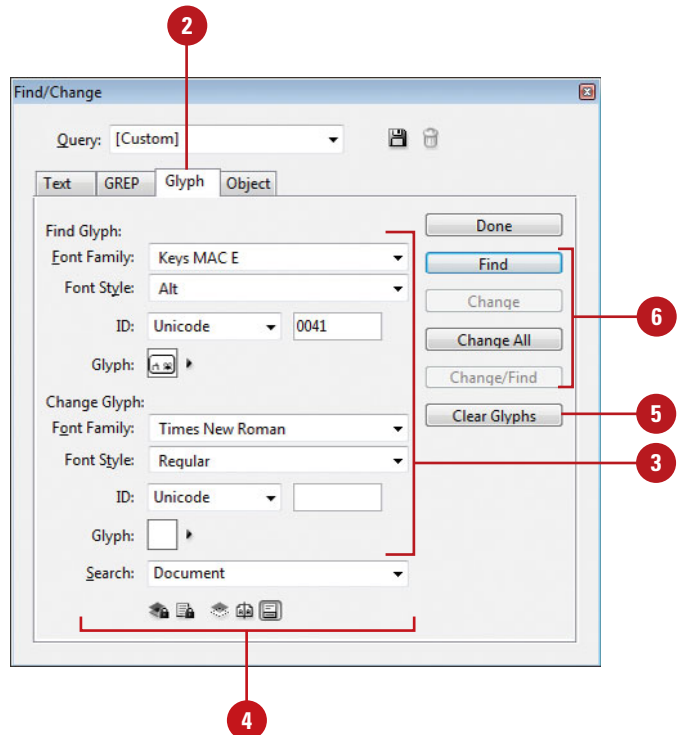 2
Find/Change
Query: [Custom]
Text GREP Glyph Object
Find Glyph:
Font Family: Keys MAC E
Font Style: Alt
ID: Unicode 0041
Glyph:
Change Glyph:
Font Family: Times New Roman
Font Style: Regular
ID: Unicode
Glyph:
Search: Document
Done
Find
Change
Change All
Change/Find
Clear Glyphs
6
5
3
4